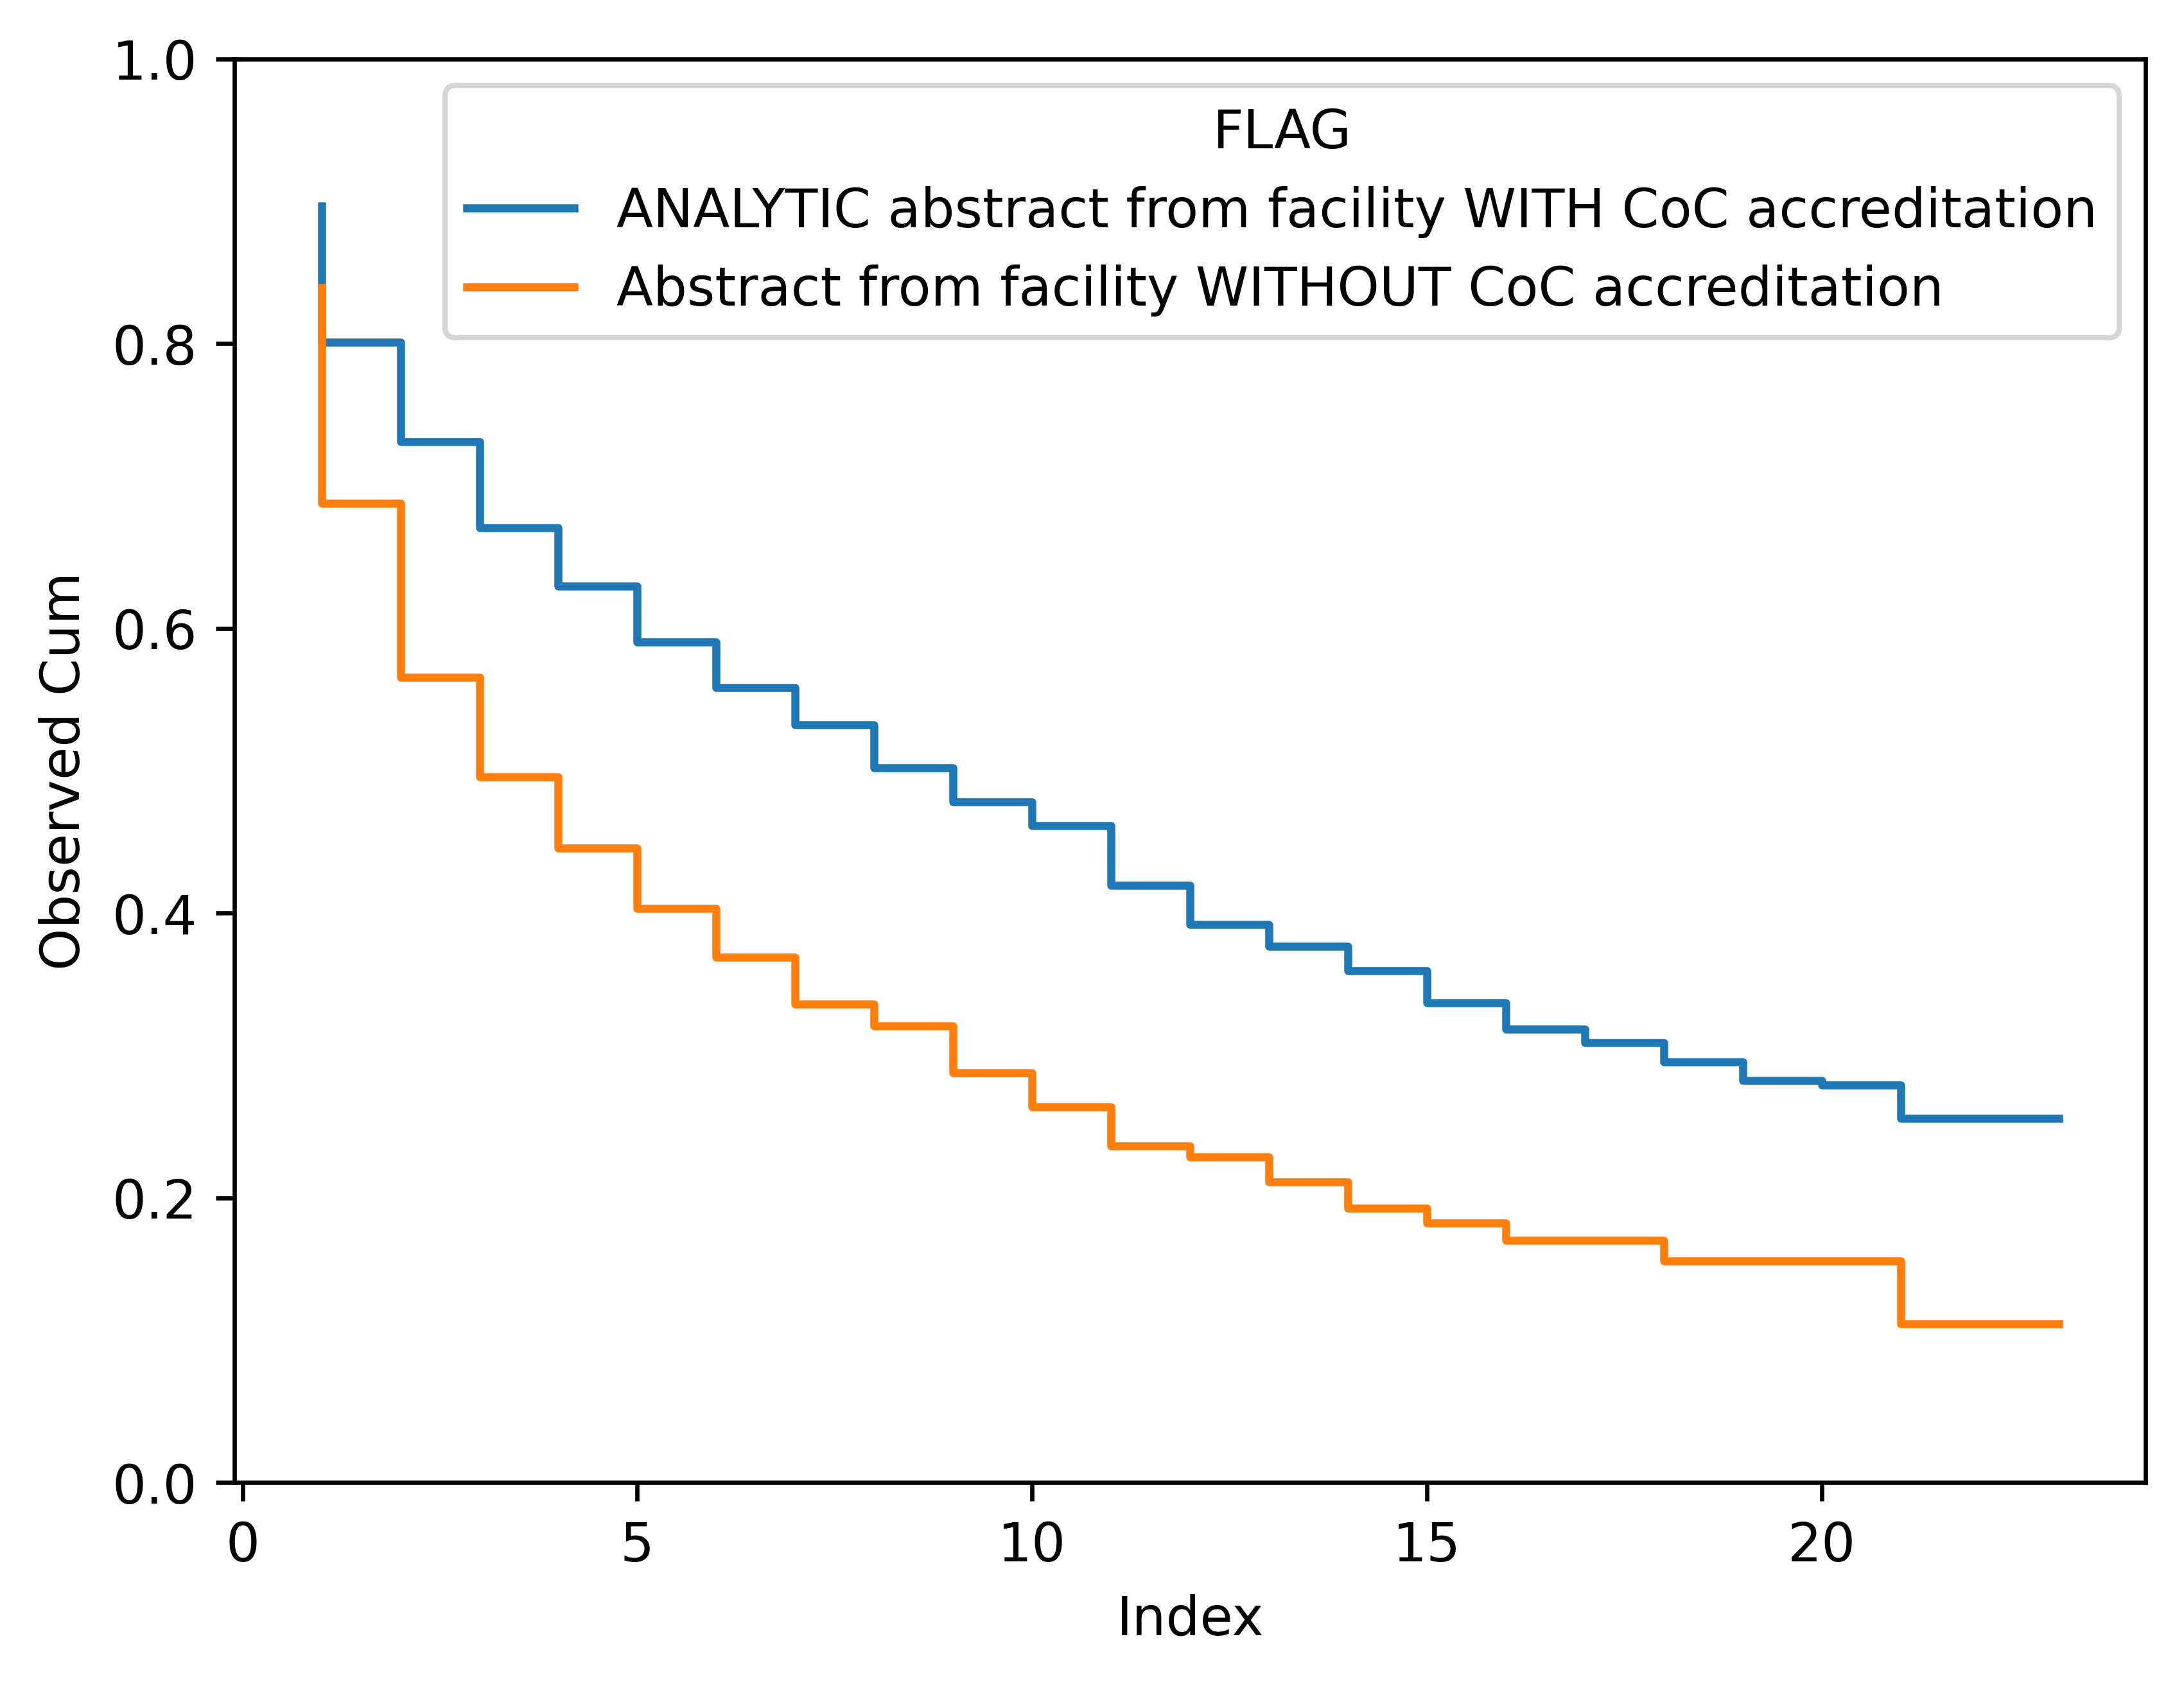 1.0
0.8
0.6
0.4
0.2
0.0
Observed Cum
FLAG
ANALYTIC abstract from facility WITH CoC accreditation
Abstract from facility WITHOUT CoC accreditation
0 5 10 15 20
Index